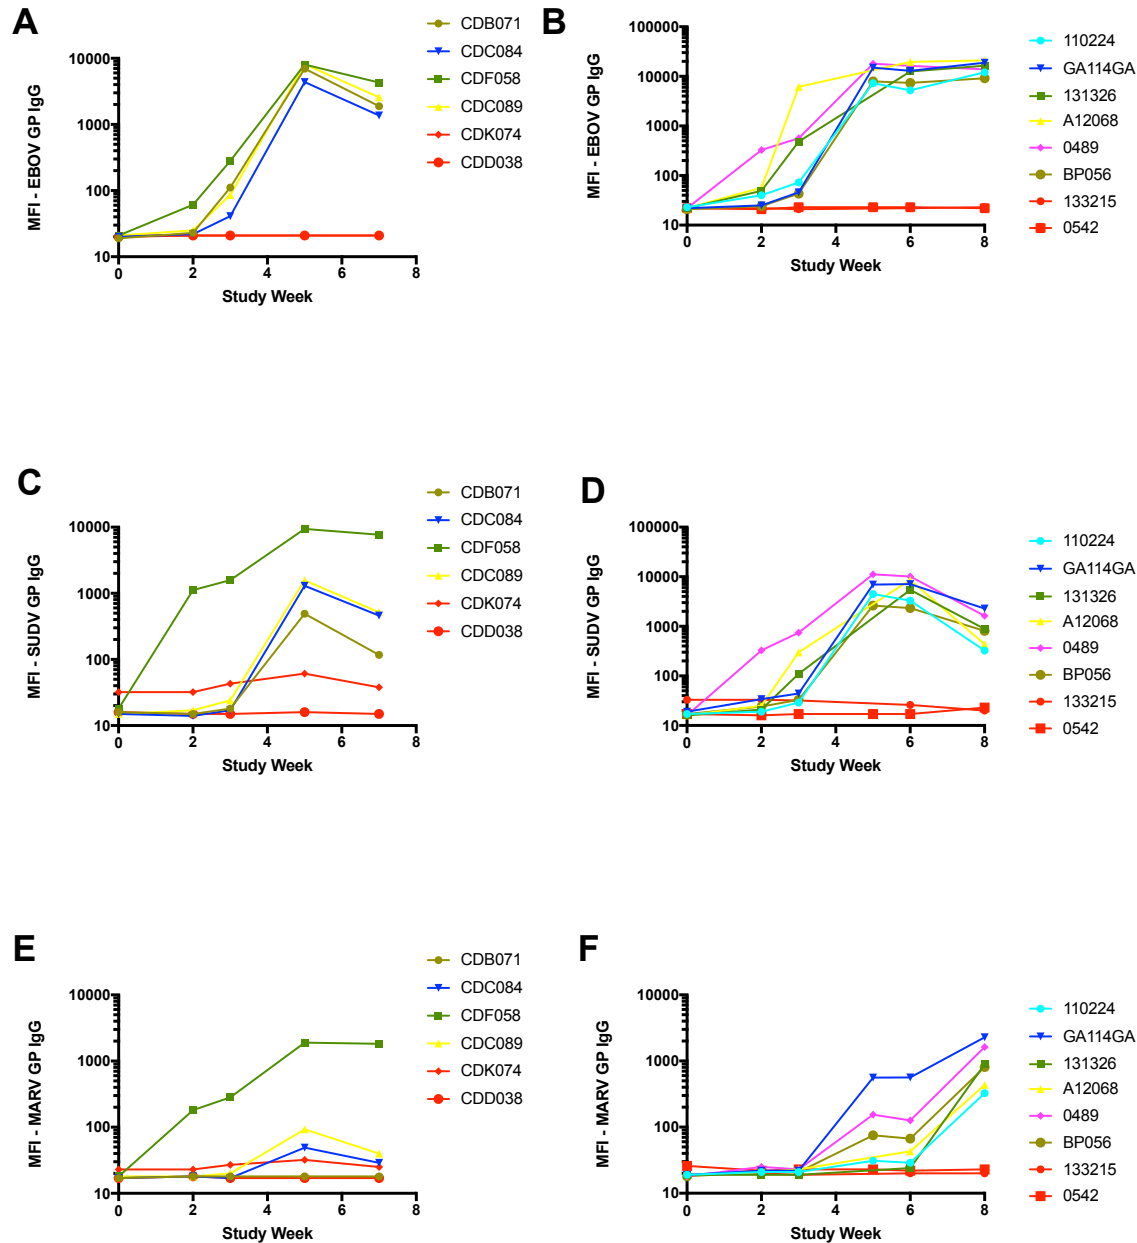 A
MFI - EBOV GP IgG
10000
1000
100
10
0
2
4
6
8
Study Week
CDB071
CDC084
CDF058
CDC089
CDK074
CDD038
B
MFI - EBOV GP IgG
100000
10000
1000
100
10
0
2
4
6
8
Study Week
110224
GA114GA
131326
A12068
0489
BP056
133215
0542
C
MFI - SUDV GP IgG
10000
1000
100
10
0
2
4
6
8
Study Week
CDB071
CDC084
CDF058
CDC089
CDK074
CDD038
D
MFI - SUDV GP IgG
100000
10000
1000
100
10
0
2
4
6
8
Study Week
110224
GA114GA
131326
A12068
0489
BP056
133215
0542
E
MFI - MARV GP IgG
10000
1000
100
10
0
2
4
6
8
Study Week
CDB071
CDC084
CDF058
CDC089
CDK074
CDD038
F
MFI - MARV GP IgG
10000
1000
100
10
0
2
4
6
8
Study Week
110224
GA114GA
131326
A12068
0489
BP056
133215
0542